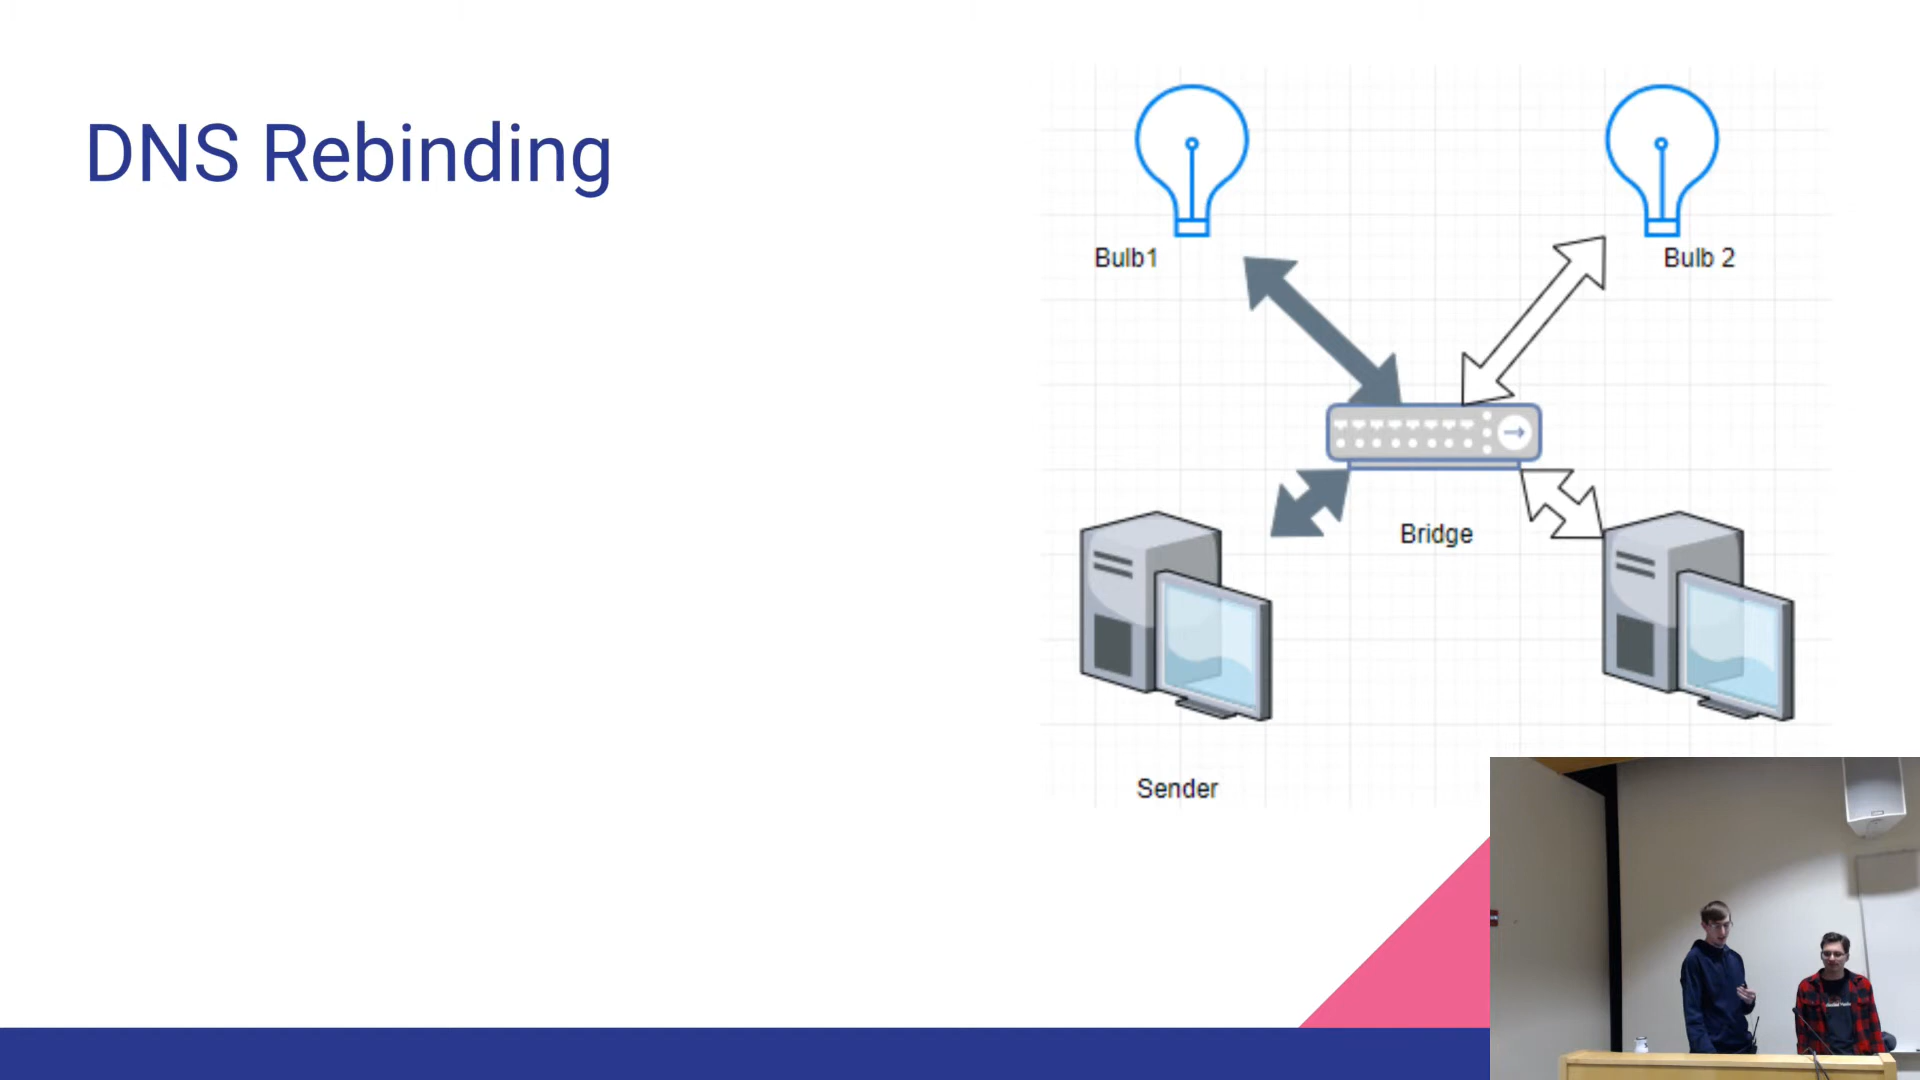 DNS Rebinding
Bulb1
Bulb 2
Bridge
Sender